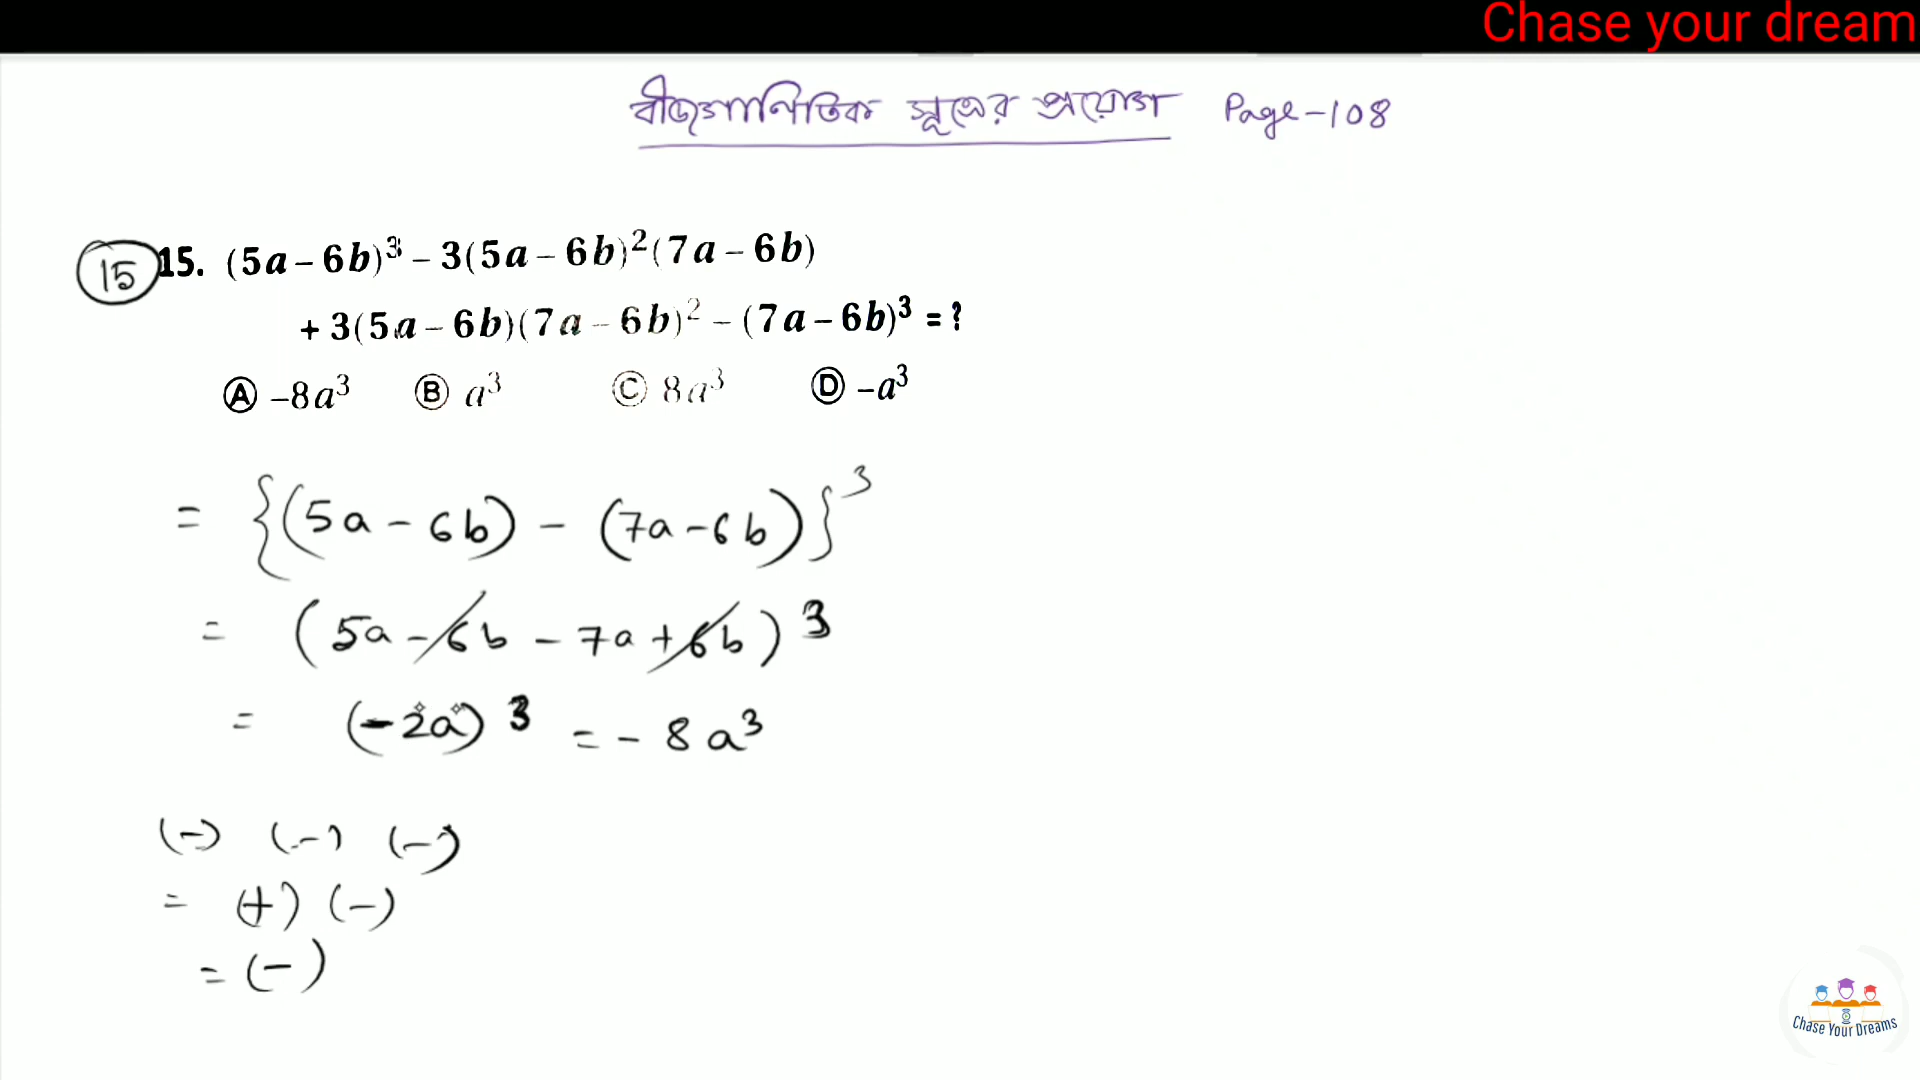 Chase your dream
বীজগাণিতিক সূত্রের প্রয়োগ Page-108
15 15. (5a – 6b)³ – 3(5a – 6b)²(7a – 6b)
+ 3(5a – 6b)(7a – 6b)² – (7a – 6b)³ = ?
Ⓐ –8a³ Ⓑ a³ Ⓒ 8a³ Ⓓ –a³
= {(5a - 6b) - (7a - 6b)}³
= (5a - 6b - 7a + 6b)³
= (-2a)³ = - 8a³
(-) (-) (-)
= (+) (-)
= (-)
Chase Your Dreams